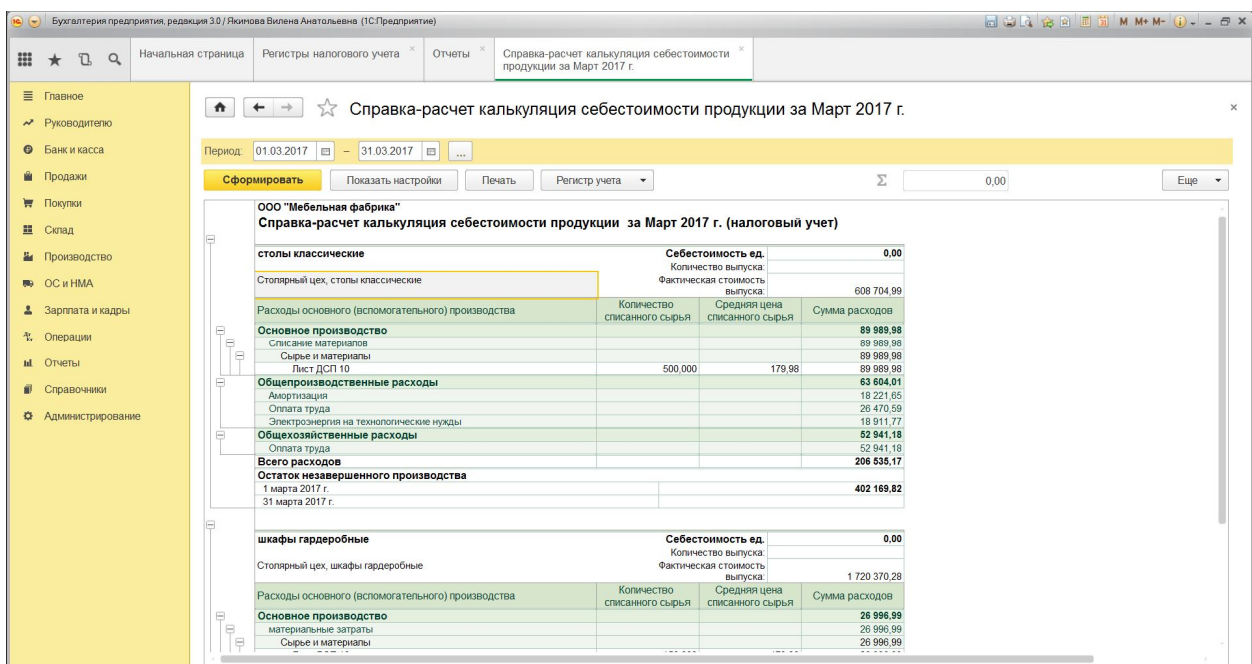 Бухгалтерия предприятия, редакция 3.0 / Якимова Вилена Анатольевна (1С:Предприятие)
M M+ M-
Начальная страница
Регистры налогового учета
Отчеты
Справка-расчет калькуляция себестоимости
продукции за Март 2017 г.
Главное
Руководителю
Банк и касса
Продажи
Покупки
Склад
Производство
ОС и НМА
Зарплата и кадры
Операции
Отчеты
Справочники
Администрирование
Справка-расчет калькуляция себестоимости продукции за Март 2017 г.
Период: 01.03.2017 – 31.03.2017 ...
Сформировать Показать настройки Печать Регистр учета Σ 0,00 Еще
ООО "Мебельная фабрика"
Справка-расчет калькуляция себестоимости продукции за Март 2017 г. (налоговый учет)
столы классические Себестоимость ед. 0,00
Количество выпуска:
Столярный цех, столы классические Фактическая стоимость
выпуска: 608 704,99
Расходы основного (вспомогательного) производства Количество списанного сырья Средняя цена списанного сырья Сумма расходов
Основное производство 89 989,98
Списание материалов 89 989,98
Сырье и материалы 89 989,98
Лист ДСП 10 500,000 179,98 89 989,98
Общепроизводственные расходы 63 604,01
Амортизация 18 221,65
Оплата труда 26 470,59
Электроэнергия на технологические нужды 18 911,77
Общехозяйственные расходы 52 941,18
Оплата труда 52 941,18
Всего расходов 206 535,17
Остаток незавершенного производства
1 марта 2017 г. 402 169,82
31 марта 2017 г.
шкафы гардеробные Себестоимость ед. 0,00
Количество выпуска:
Столярный цех, шкафы гардеробные Фактическая стоимость
выпуска: 1 720 370,28
Расходы основного (вспомогательного) производства Количество списанного сырья Средняя цена списанного сырья Сумма расходов
Основное производство 26 996,99
материальные затраты 26 996,99
Сырье и материалы 26 996,99